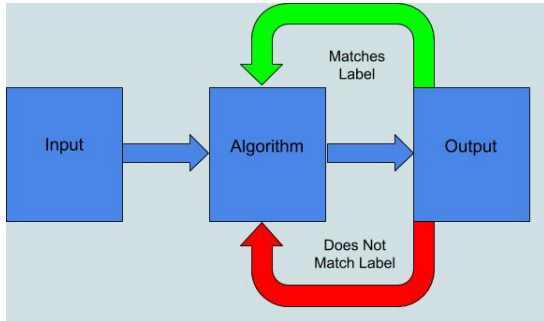 Matches
Label
Input
Algorithm
Output
Does Not
Match Label